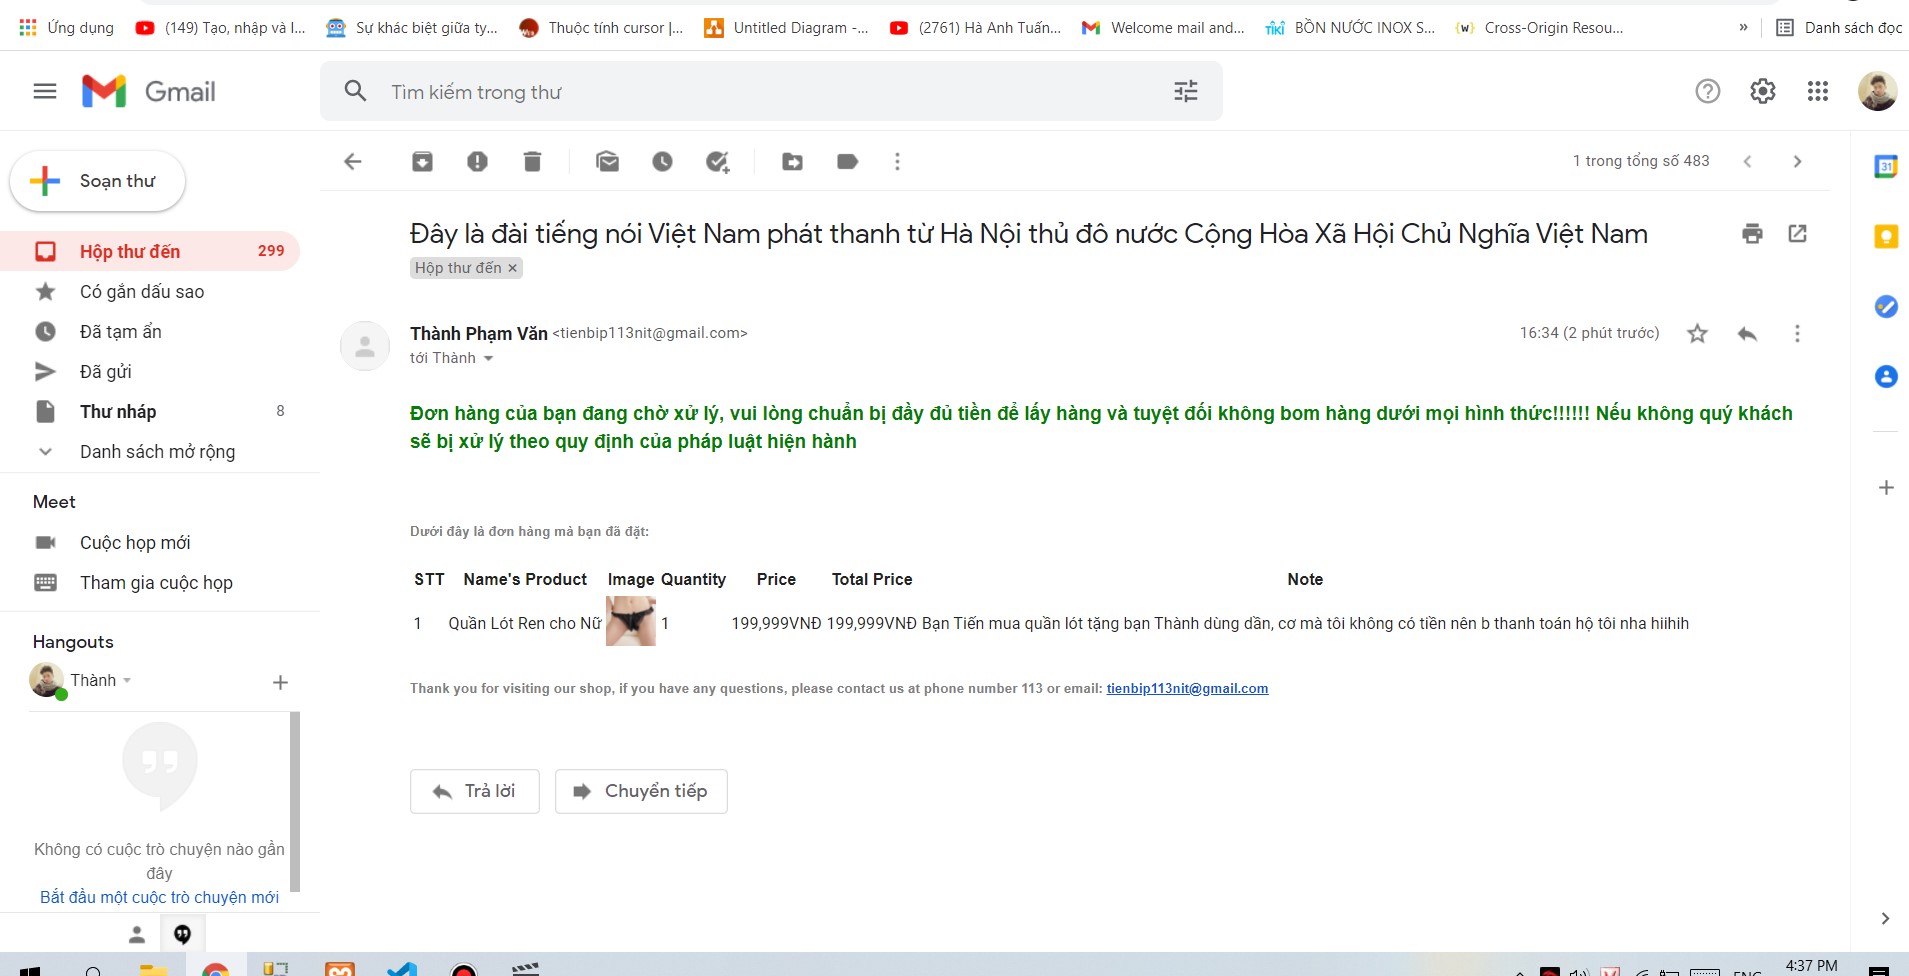 Ứng dụng
(149) Tạo, nhập và l...
Sự khác biệt giữa ty...
Thuộc tính cursor |...
Untitled Diagram -...
(2761) Hà Anh Tuấn...
Welcome mail and...
TIKI
BỒN NƯỚC INOX S...
{w}
Cross-Origin Resou...
»
Danh sách đọc
Gmail
Tìm kiếm trong thư
Soạn thư
1 trong tổng số 483
31
Đây là đài tiếng nói Việt Nam phát thanh từ Hà Nội thủ đô nước Cộng Hòa Xã Hội Chủ Nghĩa Việt Nam
Hộp thư đến ×
Hộp thư đến 299
Có gắn dấu sao
Đã tạm ẩn
Đã gửi
Thư nháp 8
Danh sách mở rộng
Meet
Cuộc họp mới
Tham gia cuộc họp
Hangouts
Thành
Không có cuộc trò chuyện nào gần
đây
Bắt đầu một cuộc trò chuyện mới
Thành Phạm Văn <tienbip113nit@gmail.com>
16:34 (2 phút trước)
tới Thành
Đơn hàng của bạn đang chờ xử lý, vui lòng chuẩn bị đầy đủ tiền để lấy hàng và tuyệt đối không bom hàng dưới mọi hình thức!!!!!! Nếu không quý khách
sẽ bị xử lý theo quy định của pháp luật hiện hành
Dưới đây là đơn hàng mà bạn đã đặt:
STT Name's Product Image Quantity Price Total Price Note
1 Quần Lót Ren cho Nữ 1 199,999VNĐ 199,999VNĐ Bạn Tiến mua quần lót tặng bạn Thành dùng dần, cơ mà tôi không có tiền nên b thanh toán hộ tôi nha hiihih
Thank you for visiting our shop, if you have any questions, please contact us at phone number 113 or email: tienbip113nit@gmail.com
Trả lời
Chuyển tiếp
ENG
4:37 PM